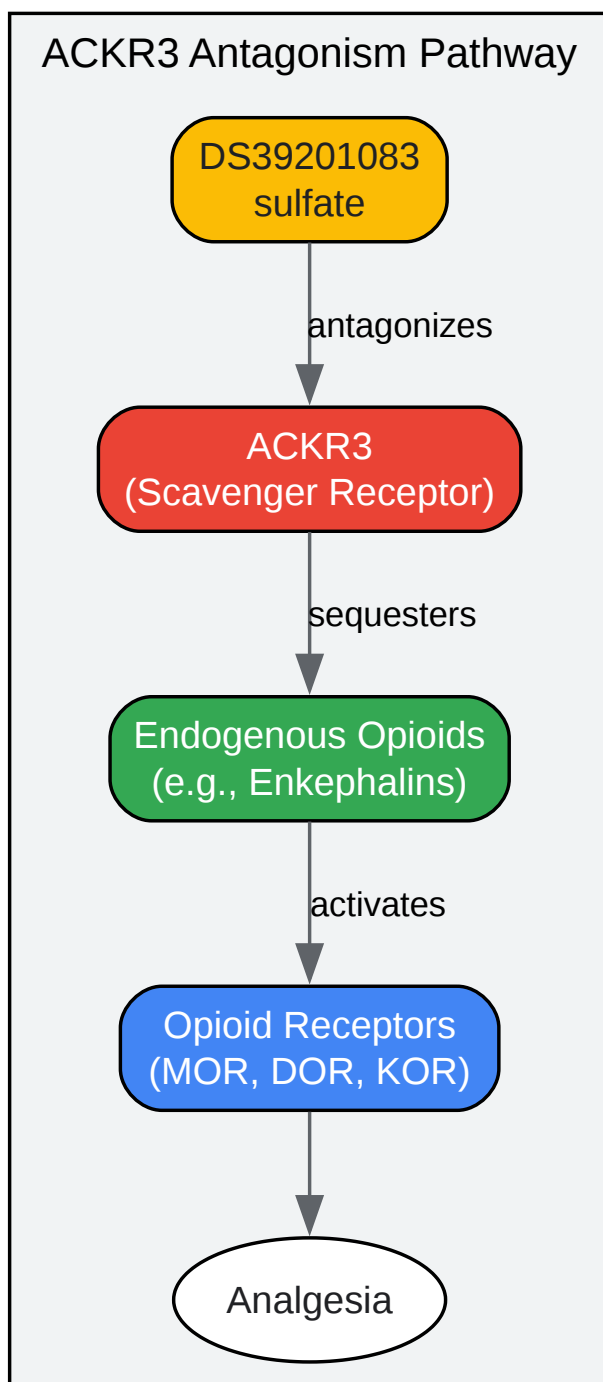 ACKR3 Antagonism Pathway
DS39201083
sulfate
antagonizes
ACKR3
(Scavenger Receptor)
sequesters
Endogenous Opioids
(e.g., Enkephalins)
activates
Opioid Receptors
(MOR, DOR, KOR)
Analgesia